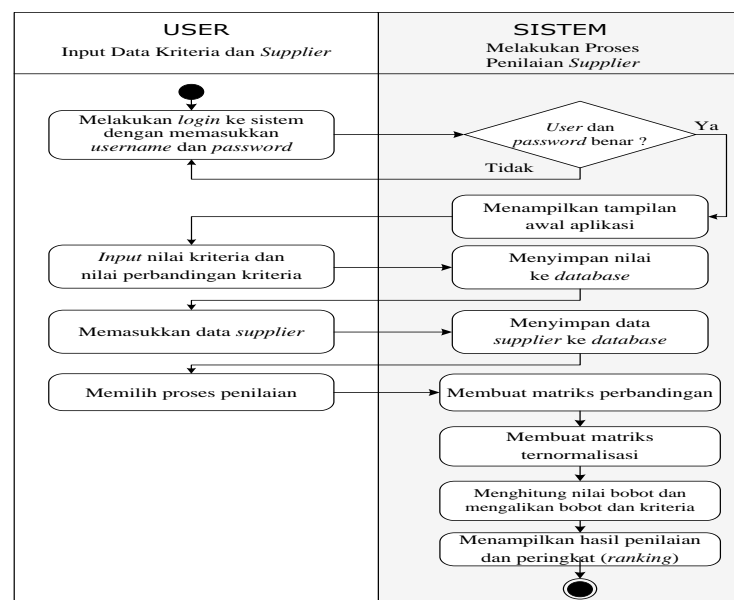 USER
Input Data Kriteria dan Supplier
SISTEM
Melakukan Proses
Penilaian Supplier
Melakukan login ke sistem
dengan memasukkan
username dan password
User dan
password benar ?
Ya
Tidak
Menampilkan tampilan
awal aplikasi
Input nilai kriteria dan
nilai perbandingan kriteria
Menyimpan nilai
ke database
Memasukkan data supplier
Menyimpan data
supplier ke database
Memilih proses penilaian
Membuat matriks perbandingan
Membuat matriks
ternormalisasi
Menghitung nilai bobot dan
mengalikan bobot dan kriteria
Menampilkan hasil penilaian
dan peringkat (ranking)